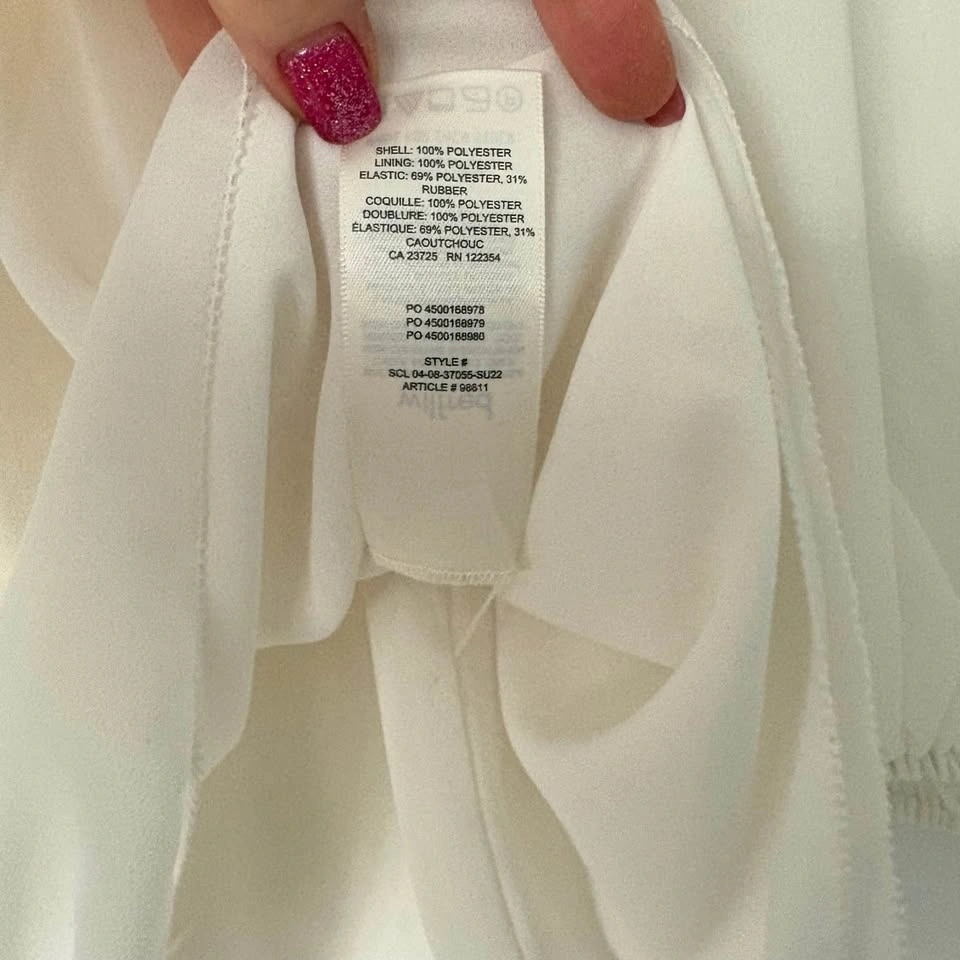 SHELL: 100% POLYESTER
LINING: 100% POLYESTER
ELASTIC: 69% POLYESTER, 31%
RUBBER
COQUILLE: 100% POLYESTER
DOUBLURE: 100% POLYESTER
ÉLASTIQUE: 69% POLYESTER, 31%
CAOUTCHOUC
CA 23725 RN 122354
PO 4500168978
PO 4500168979
PO 4500168980
STYLE #
SCL 04-08-37055-SU22
ARTICLE # 98611
wilfred